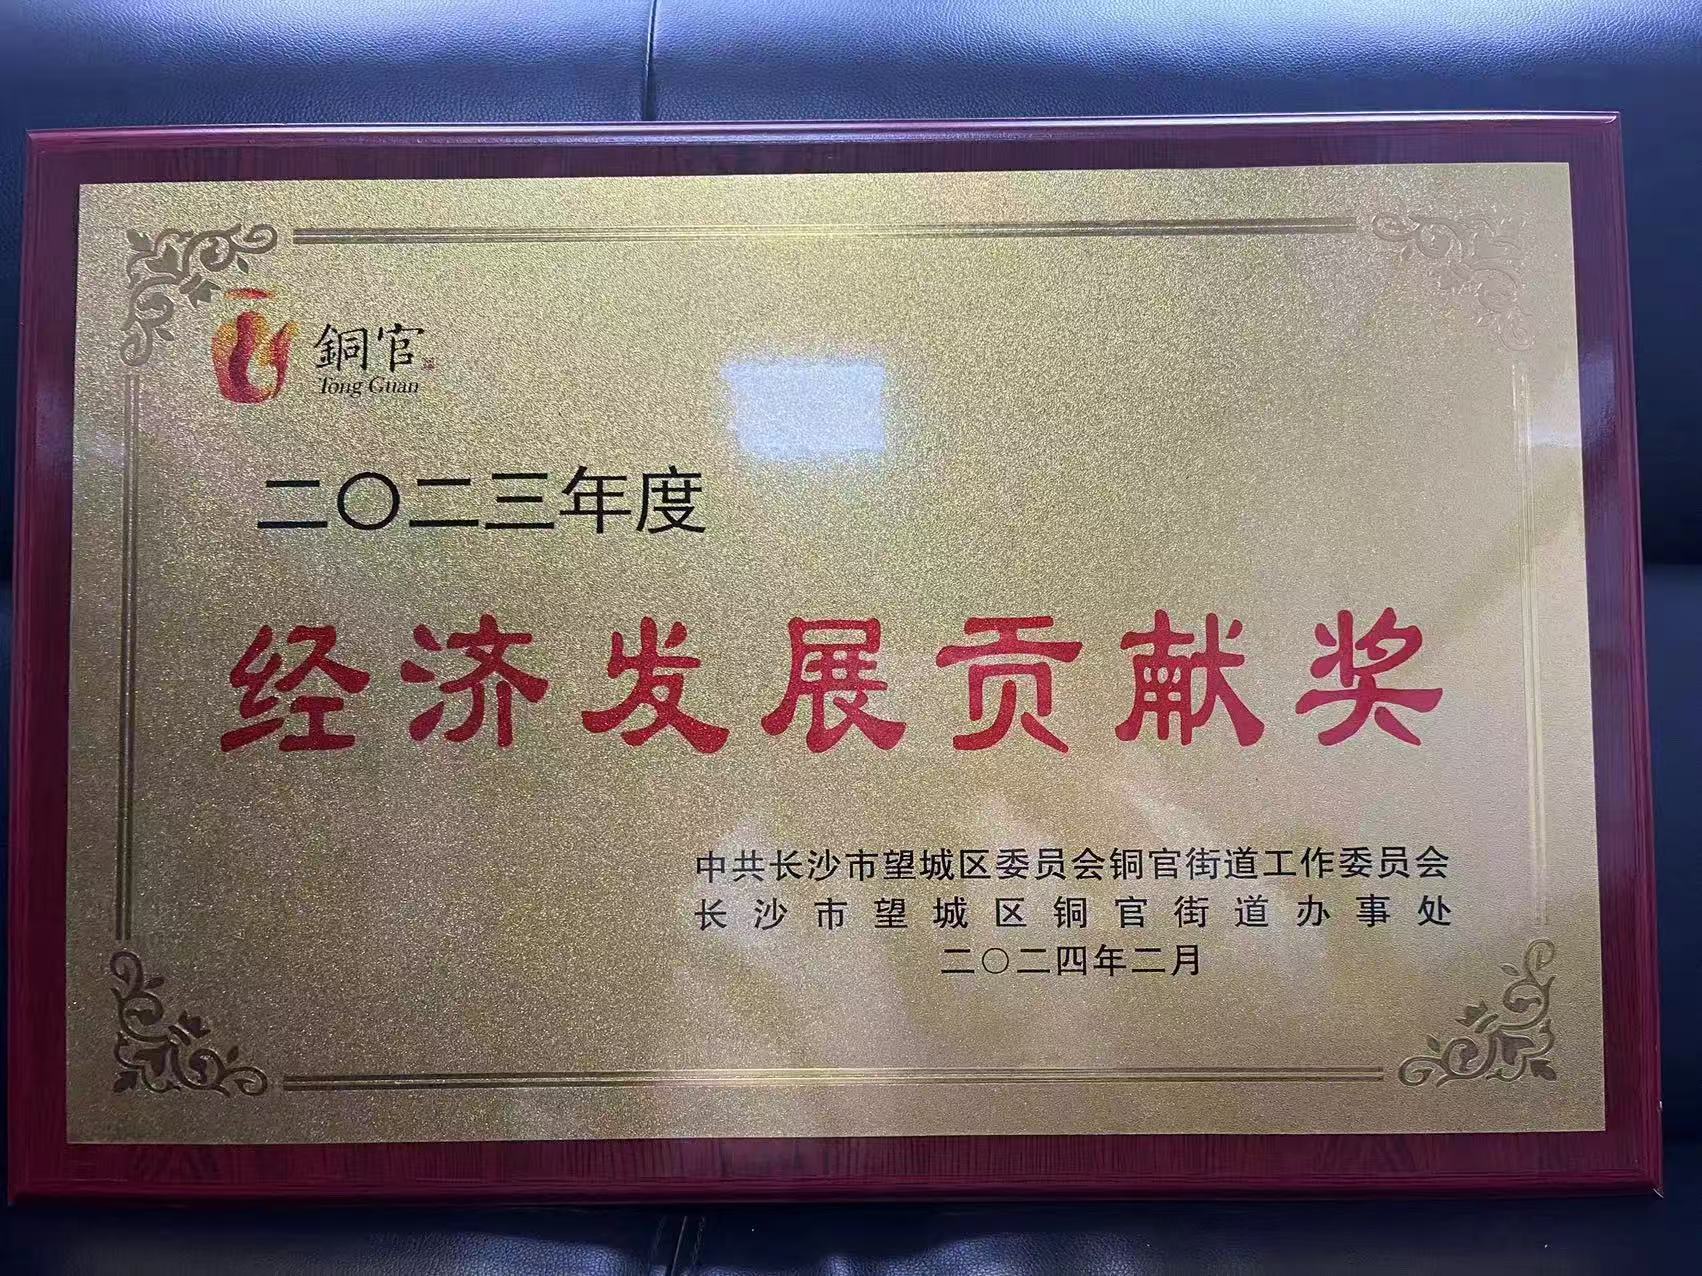 銅官
Tong Guan
二〇二三年度
经济发展贡献奖
中共长沙市望城区委员会铜官街道工作委员会
长沙市望城区铜官街道办事处
二〇二四年二月